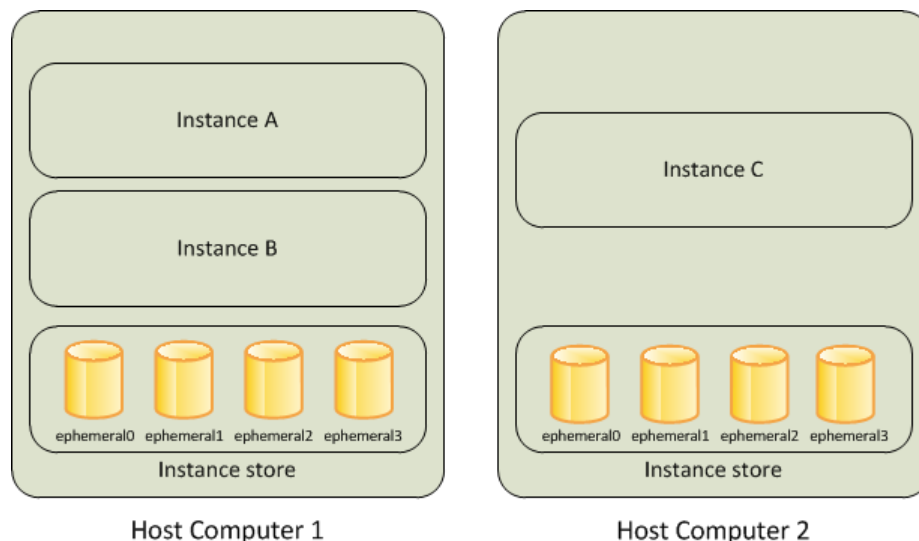 Instance A
Instance B
ephemeral0 ephemeral1 ephemeral2 ephemeral3
Instance store
Host Computer 1
Instance C
ephemeral0 ephemeral1 ephemeral2 ephemeral3
Instance store
Host Computer 2